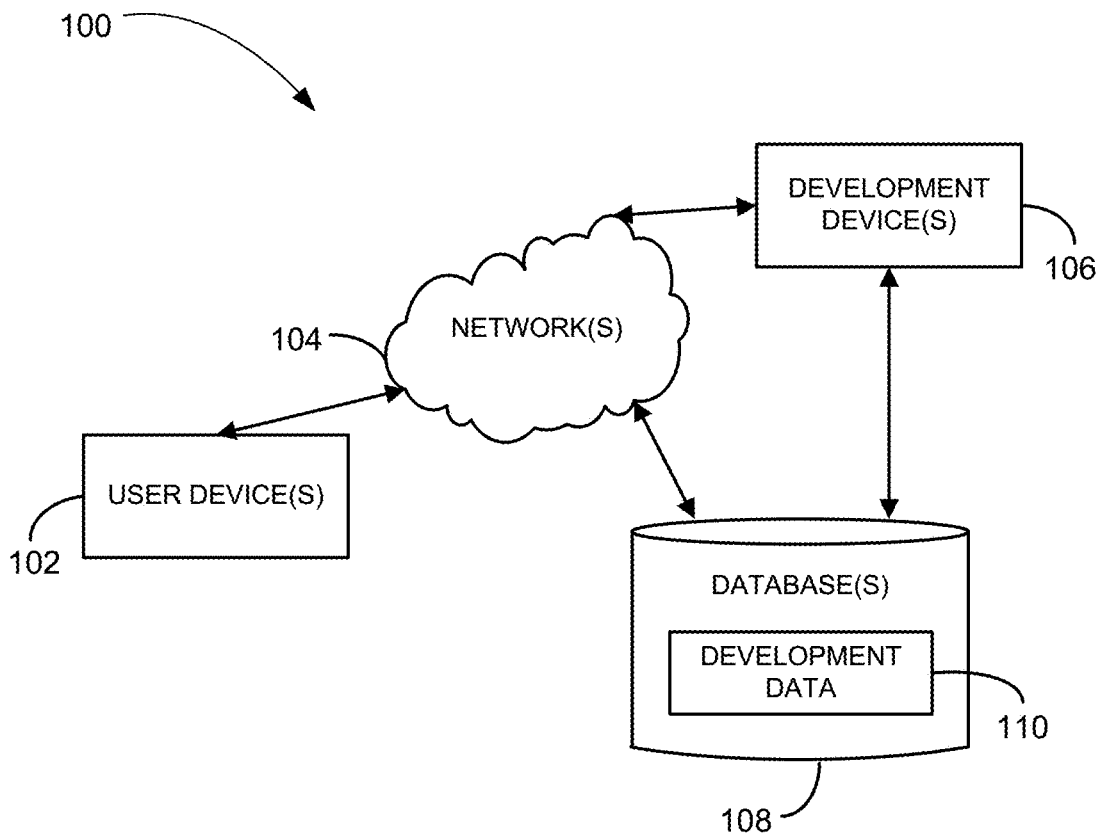 100
DEVELOPMENT
DEVICE(S)
106
104
NETWORK(S)
USER DEVICE(S)
102
DATABASE(S)
DEVELOPMENT
DATA
110
108